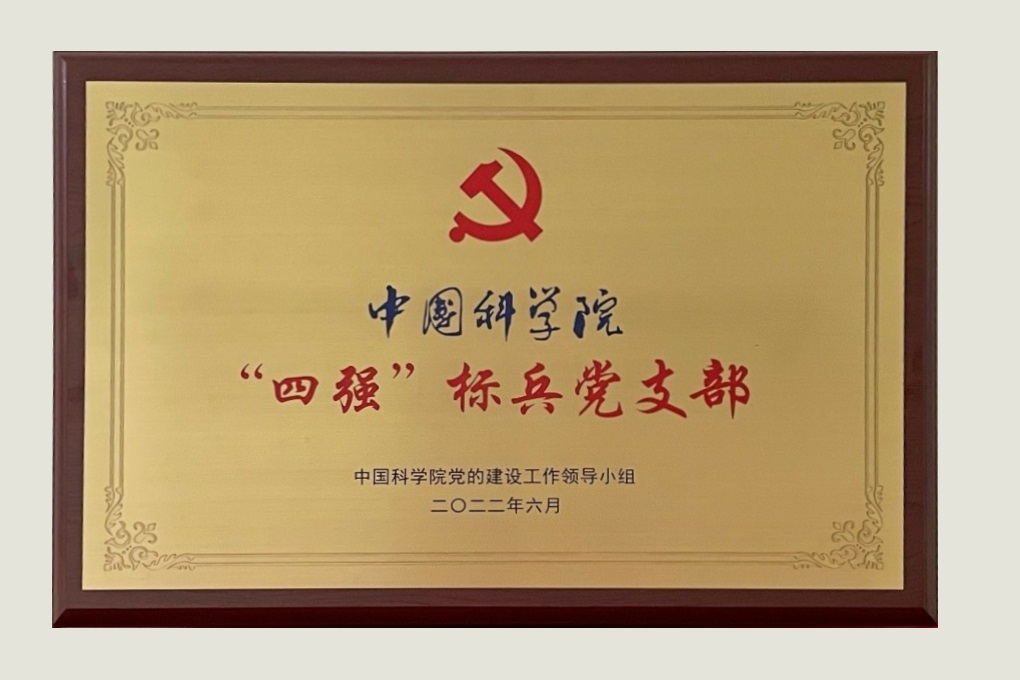 中国科学院
“四强”标兵党支部
中国科学院党的建设工作领导小组
二〇二二年六月